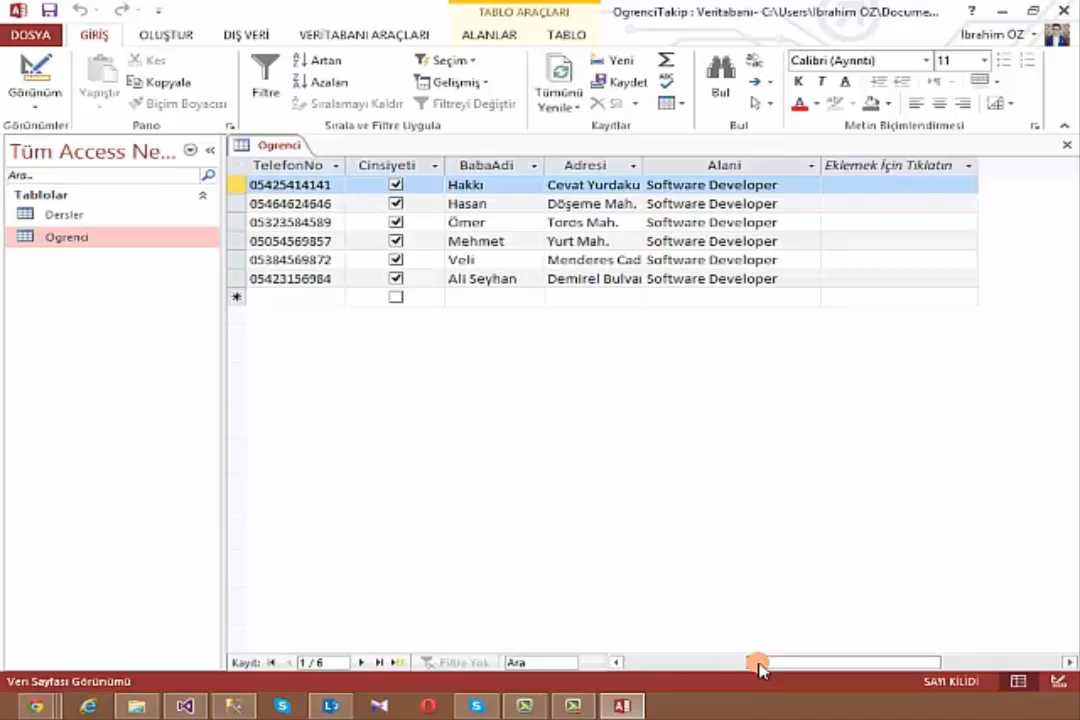 TABLO ARAÇLARI
OgrenciTakip : Veritabanı- C:\Users\İbrahim OZ\Docume...
?
DOSYA
GİRİŞ
OLUŞTUR
DIŞ VERİ
VERİTABANI ARAÇLARI
ALANLAR
TABLO
İbrahim ÖZ
Görünüm
Yapıştır
Kes
Kopyala
Biçim Boyacısı
Filtre
Artan
Azalan
Sıralamayı Kaldır
Seçim
Gelişmiş
Filtreyi Değiştir
Tümünü
Yenile
Yeni
Kaydet
Sil
Bul
Calibri (Ayrıntı)
11
K T A
Görünümler
Pano
Sırala ve Filtre Uygula
Kayıtlar
Bul
Metin Biçimlendirmesi
Tüm Access Ne...
Ara...
Tablolar
Dersler
Ogrenci
Ogrenci
TelefonNo Cinsiyeti BabaAdi Adresi Alani Eklemek İçin Tıklatın
05425414141 Hakkı Cevat Yurdaku Software Developer
05464624646 Hasan Döşeme Mah. Software Developer
05323584589 Ömer Toros Mah. Software Developer
05054569857 Mehmet Yurt Mah. Software Developer
05384569872 Veli Menderes Cad Software Developer
05423156984 Ali Seyhan Demirel Bulvar Software Developer
Kayıt: 1 / 6 Filtre Yok Ara
Veri Sayfası Görünümü
SAYI KİLİDİ